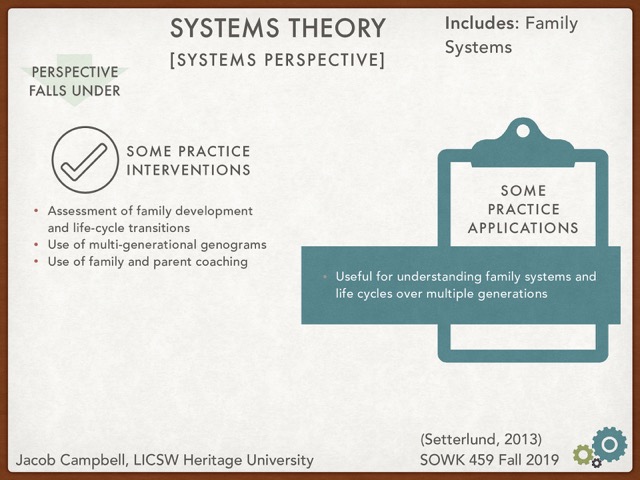 SYSTEMS THEORY
[SYSTEMS PERSPECTIVE]
Includes: Family
Systems
PERSPECTIVE
FALLS UNDER
SOME PRACTICE
INTERVENTIONS
• Assessment of family development
and life-cycle transitions
• Use of multi-generational genograms
• Use of family and parent coaching
SOME
PRACTICE
APPLICATIONS
• Useful for understanding family systems and
life cycles over multiple generations
(Setterlund, 2013)
Jacob Campbell, LICSW Heritage University
SOWK 459 Fall 2019